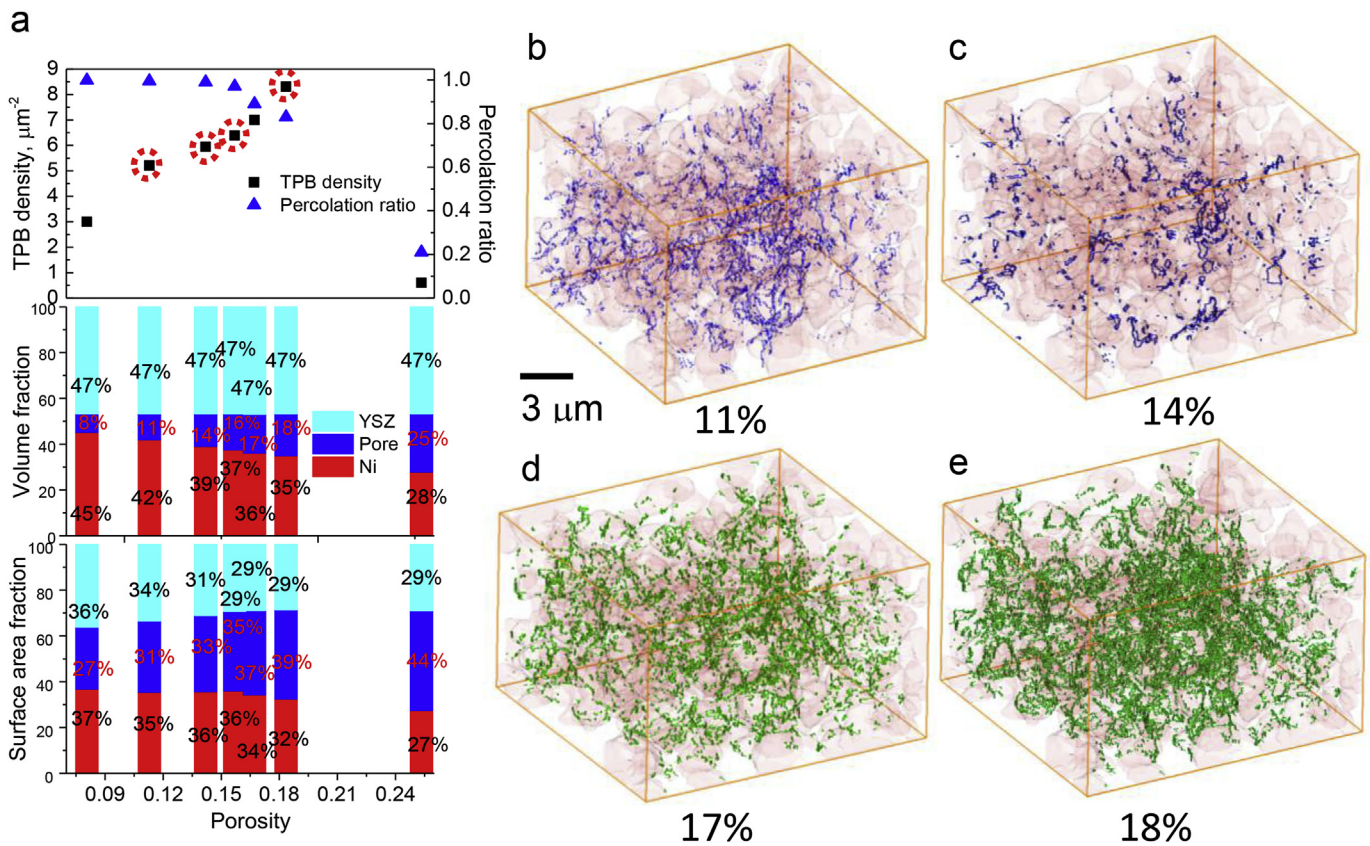 a
9
8
7
6
5
4
3
2
1
0
TPB density, μm-2
1.0
0.8
0.6
0.4
0.2
0.0
Percolation ratio
TPB density
Percolation ratio
100
80
60
40
20
0
Volume fraction
47% 47% 47% 47% 47% 47% 47%
8% 11% 14% 16% 17% 18% 25%
45% 42% 39% 37% 36% 35% 28%
YSZ
Pore
Ni
100
80
60
40
20
0
Surface area fraction
36% 34% 31% 29% 29% 29% 29%
27% 31% 33% 35% 37% 39% 44%
37% 35% 36% 36% 34% 32% 27%
0.09 0.12 0.15 0.18 0.21 0.24
Porosity
b
3 μm
11%
c
14%
d
17%
e
18%